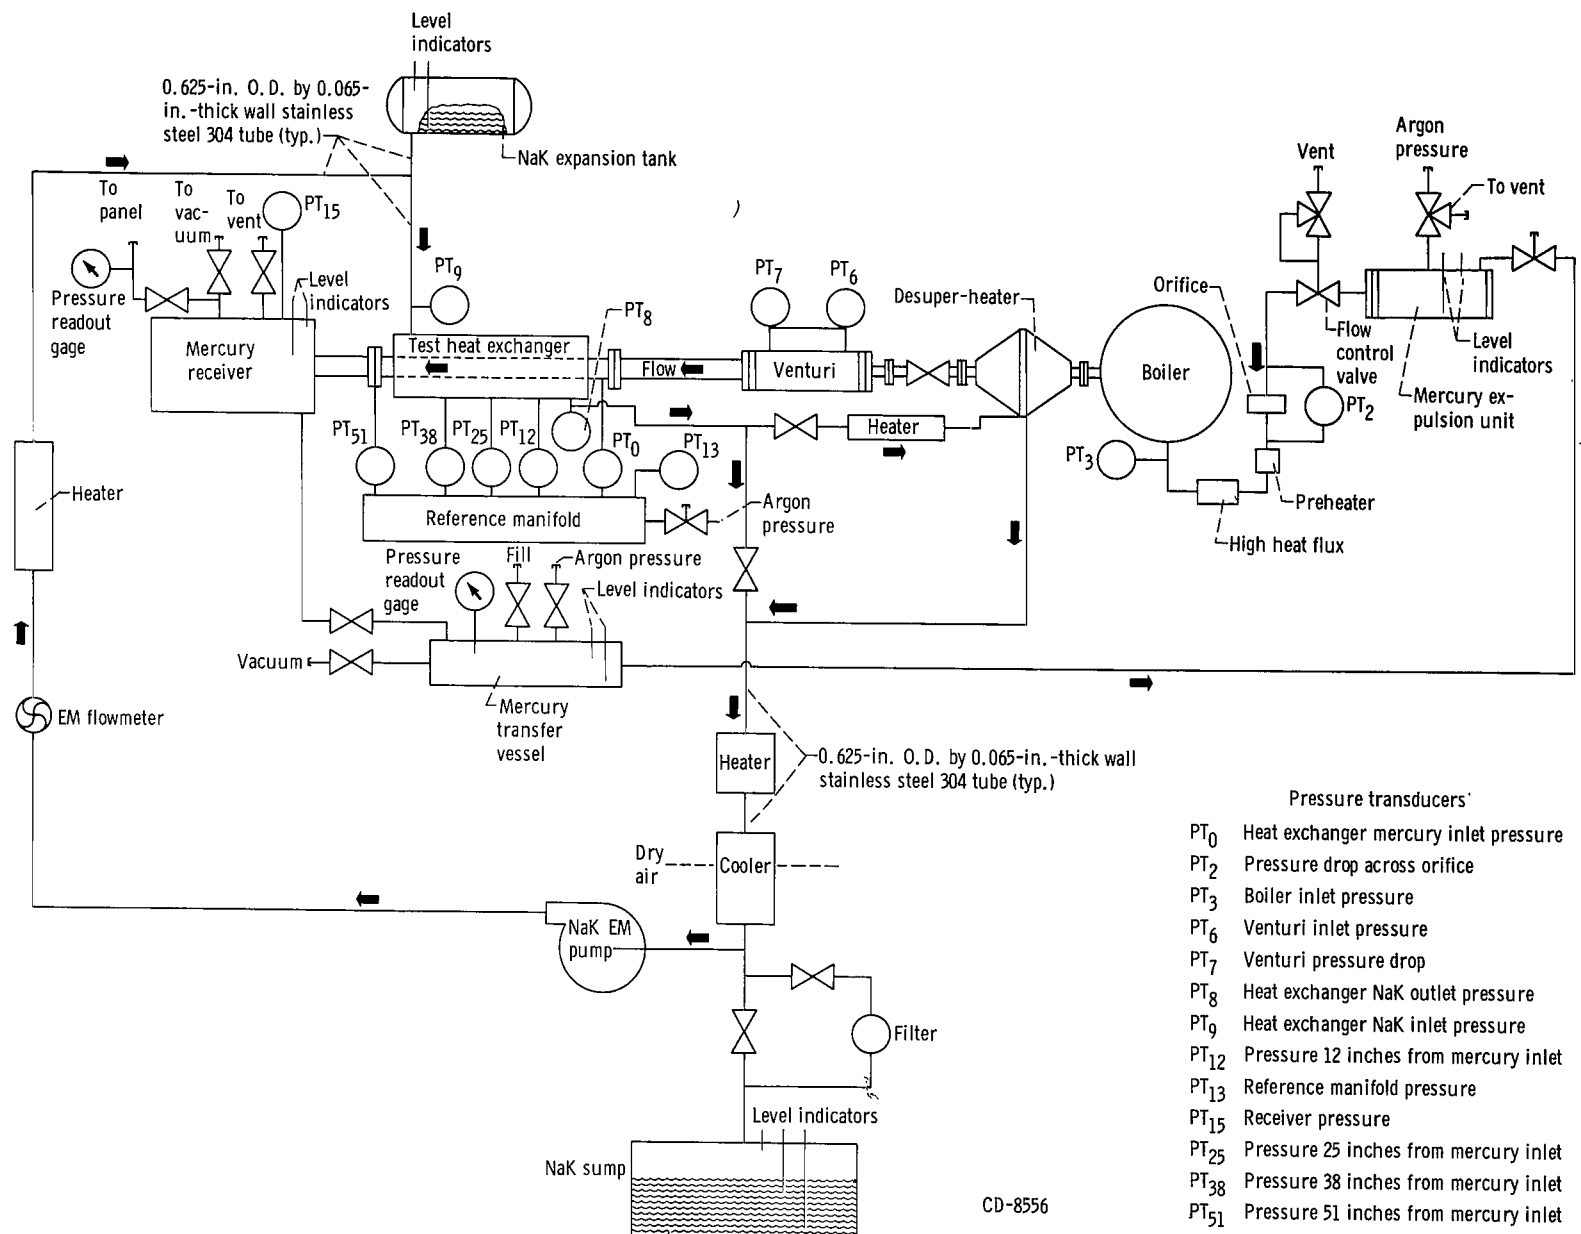 Level
indicators
0.625-in. O.D. by 0.065-
in.-thick wall stainless
steel 304 tube (typ.)
NaK expansion tank
Argon
pressure
Vent
To vent
To
panel
To
vac-
uum
To
vent
PT15
Pressure
readout
gage
Level
indicators
PT9
PT7
PT6
Desuper-heater
Orifice
PT8
Mercury
receiver
Test heat exchanger
Flow
Venturi
Boiler
Flow
control
valve
Level
indicators
Mercury ex-
pulsion unit
PT2
PT51
PT38
PT25
PT12
PT0
PT13
Heater
PT3
Preheater
High heat flux
Heater
Reference manifold
Argon
pressure
Pressure
readout
gage
Fill
Argon pressure
Level indicators
Vacuum
Mercury
transfer
vessel
EM flowmeter
Heater
0.625-in. O.D. by 0.065-in.-thick wall
stainless steel 304 tube (typ.)
Dry
air
Cooler
NaK EM
pump
Filter
Level indicators
NaK sump
CD-8556
Pressure transducers
PT0 Heat exchanger mercury inlet pressure
PT2 Pressure drop across orifice
PT3 Boiler inlet pressure
PT6 Venturi inlet pressure
PT7 Venturi pressure drop
PT8 Heat exchanger NaK outlet pressure
PT9 Heat exchanger NaK inlet pressure
PT12 Pressure 12 inches from mercury inlet
PT13 Reference manifold pressure
PT15 Receiver pressure
PT25 Pressure 25 inches from mercury inlet
PT38 Pressure 38 inches from mercury inlet
PT51 Pressure 51 inches from mercury inlet